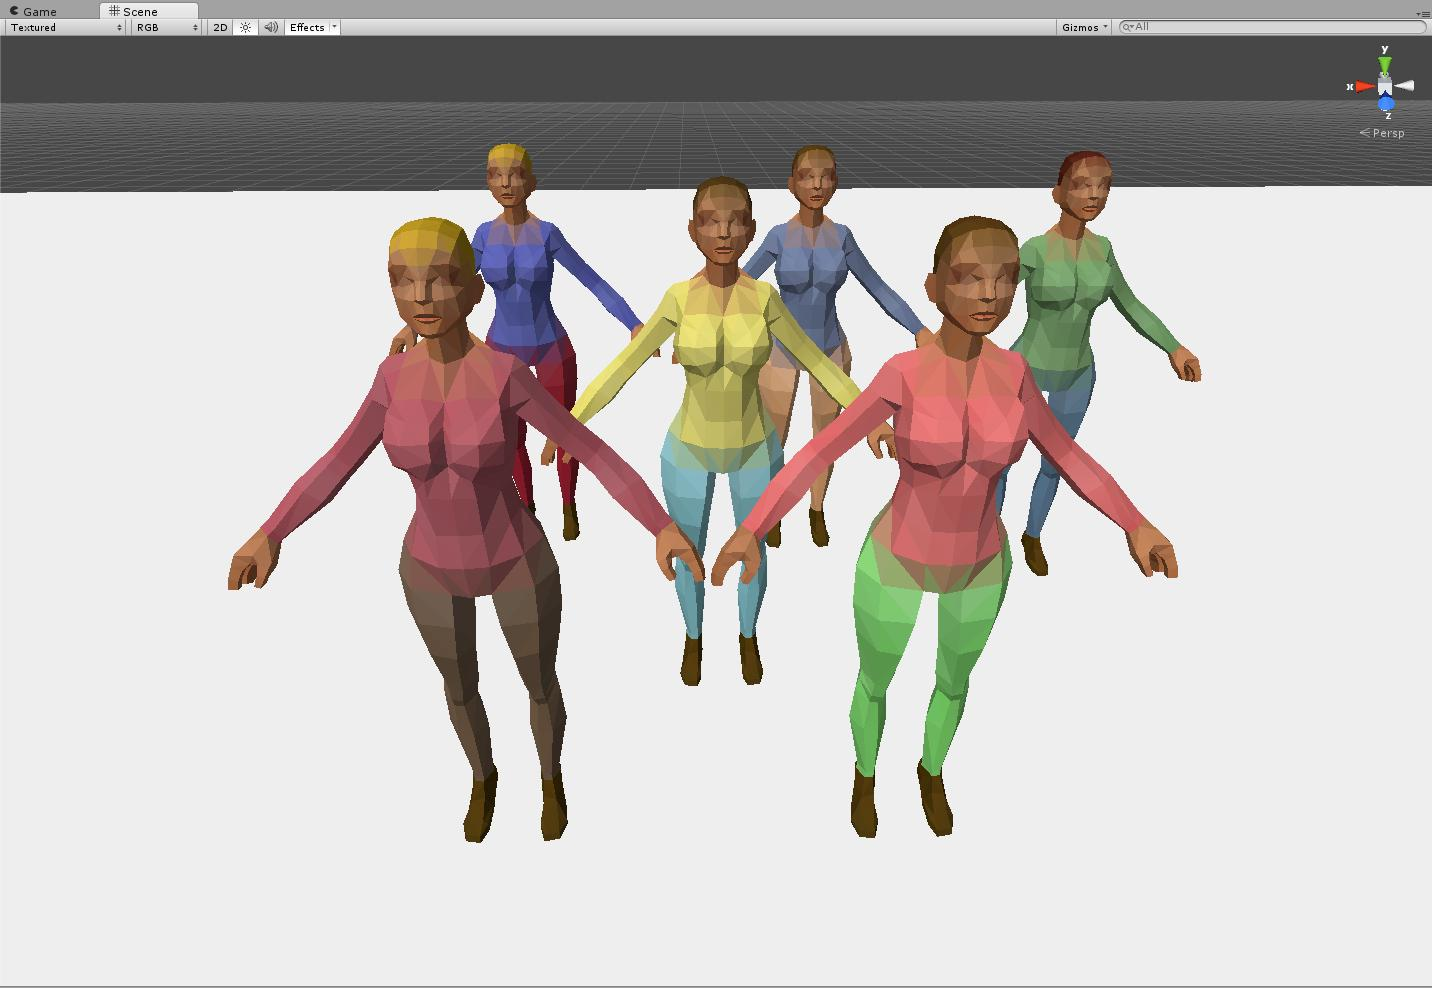 Game Scene
Textured RGB 2D Effects Gizmos All
y
x
z
Persp